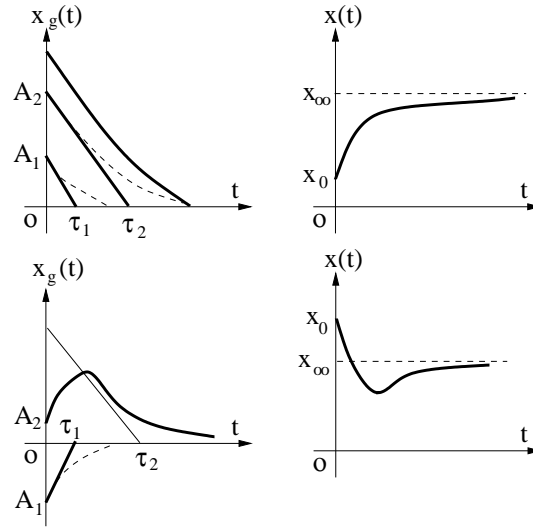 x_g(t)
A_2
A_1
o
τ_1
τ_2
t
x(t)
x_∞
x_0
o
t
x_g(t)
A_2
τ_1
o
A_1
τ_2
t
x(t)
x_0
x_∞
o
t